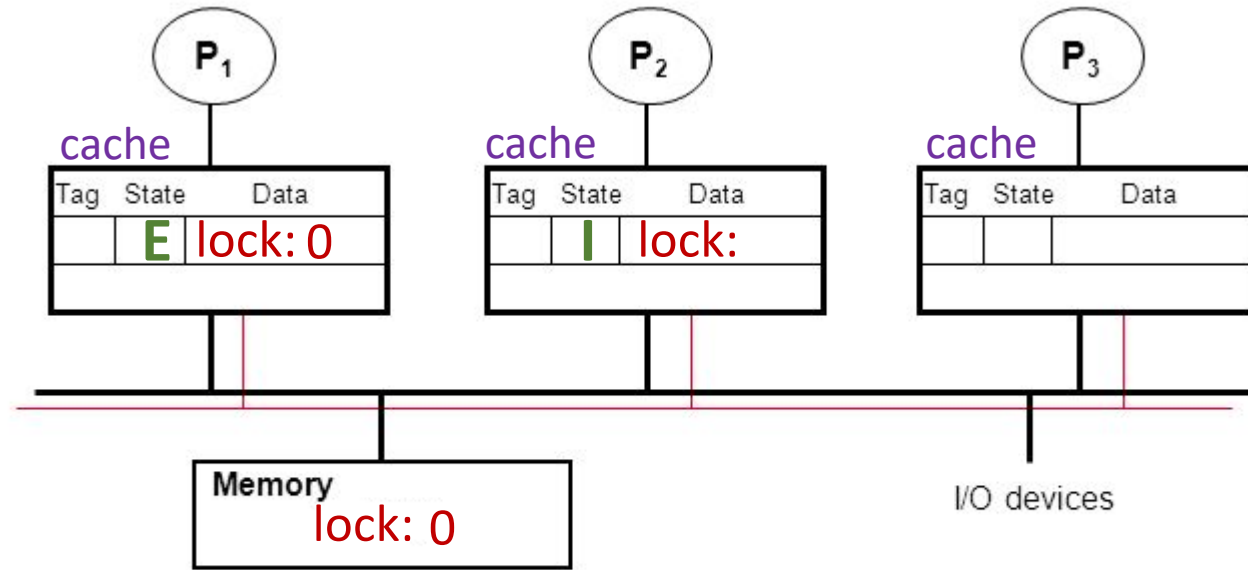 P1 P2 P3
cache cache cache
Tag State Data Tag State Data Tag State Data
E lock: 0 I lock:
Memory
lock: 0
I/O devices